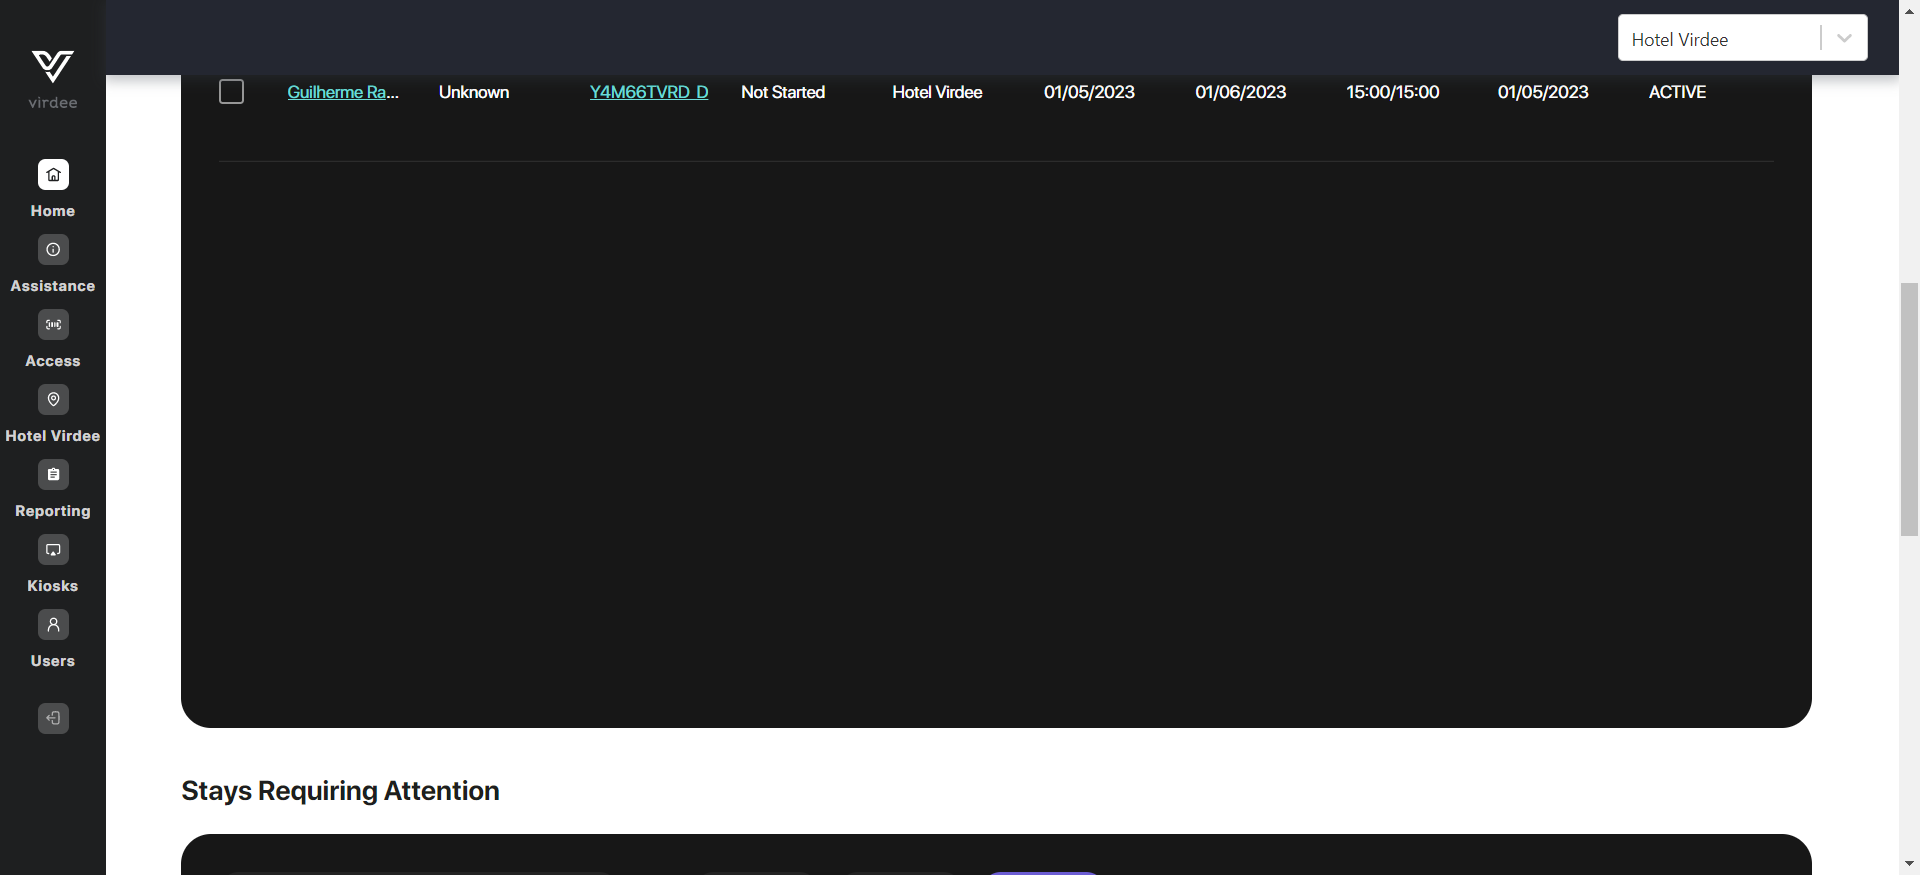 Hotel Virdee
virdee
Guilherme Ra... Unknown Y4M66TVRD_D Not Started Hotel Virdee 01/05/2023 01/06/2023 15:00/15:00 01/05/2023 ACTIVE
Home
Assistance
Access
Hotel Virdee
Reporting
Kiosks
Users
Stays Requiring Attention